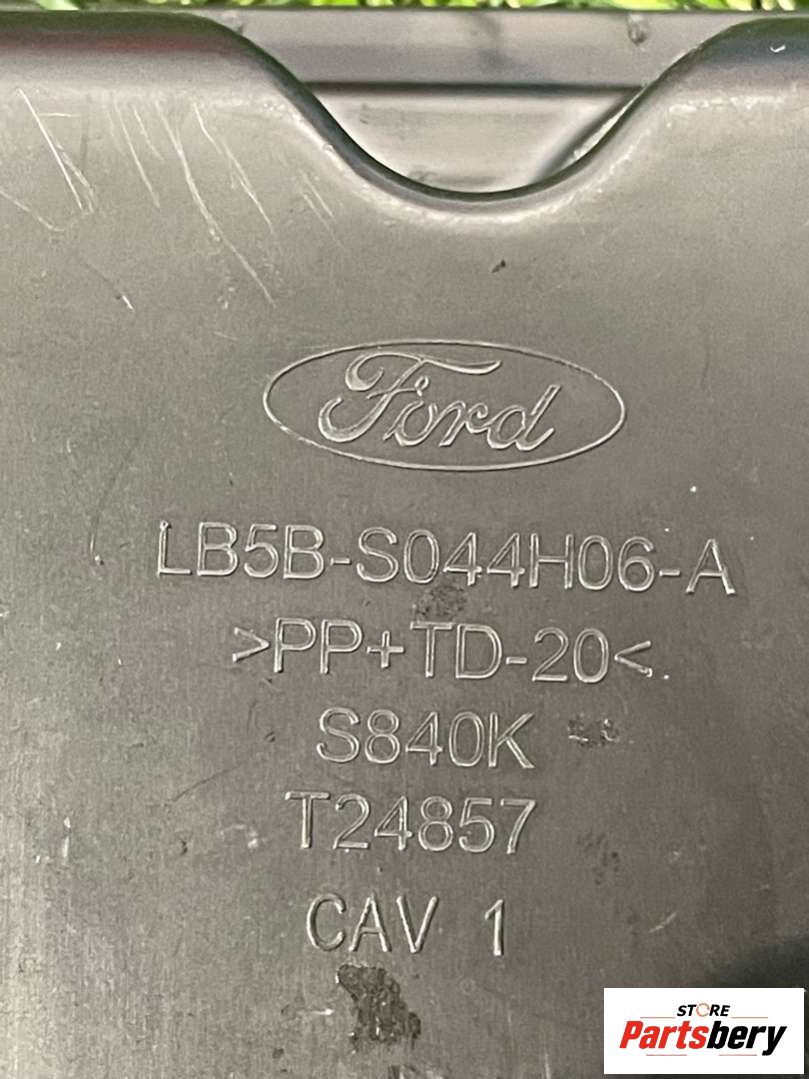 Ford
LB5B-S044H06-A
>PP+TD-20<
S840K
T24857
CAV 1
STORE
Partsbery